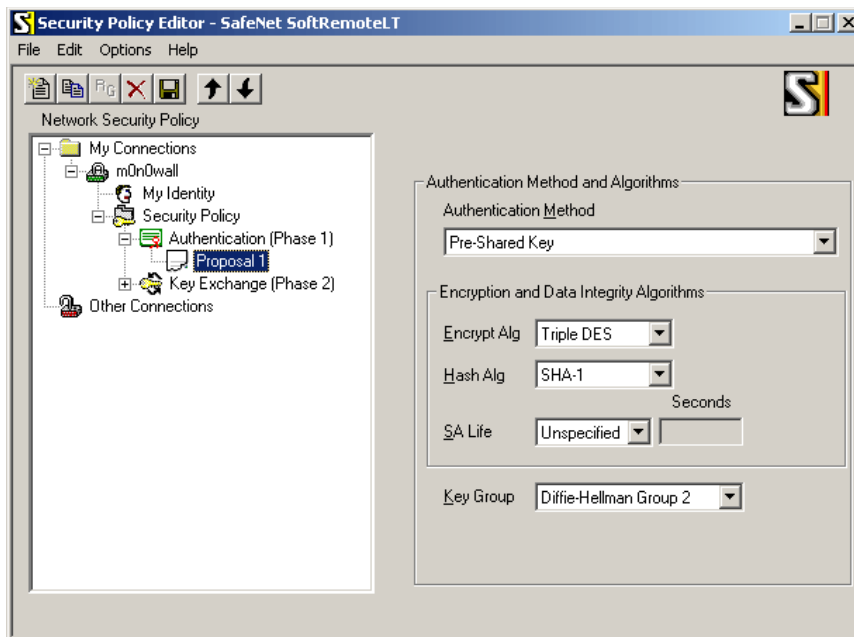 Security Policy Editor - SafeNet SoftRemoteLT
File Edit Options Help
Network Security Policy
My Connections
m0n0wall
My Identity
Security Policy
Authentication (Phase 1)
Proposal 1
Key Exchange (Phase 2)
Other Connections
Authentication Method and Algorithms
Authentication Method
Pre-Shared Key
Encryption and Data Integrity Algorithms
Encrypt Alg Triple DES
Hash Alg SHA-1
Seconds
SA Life Unspecified
Key Group Diffie-Hellman Group 2